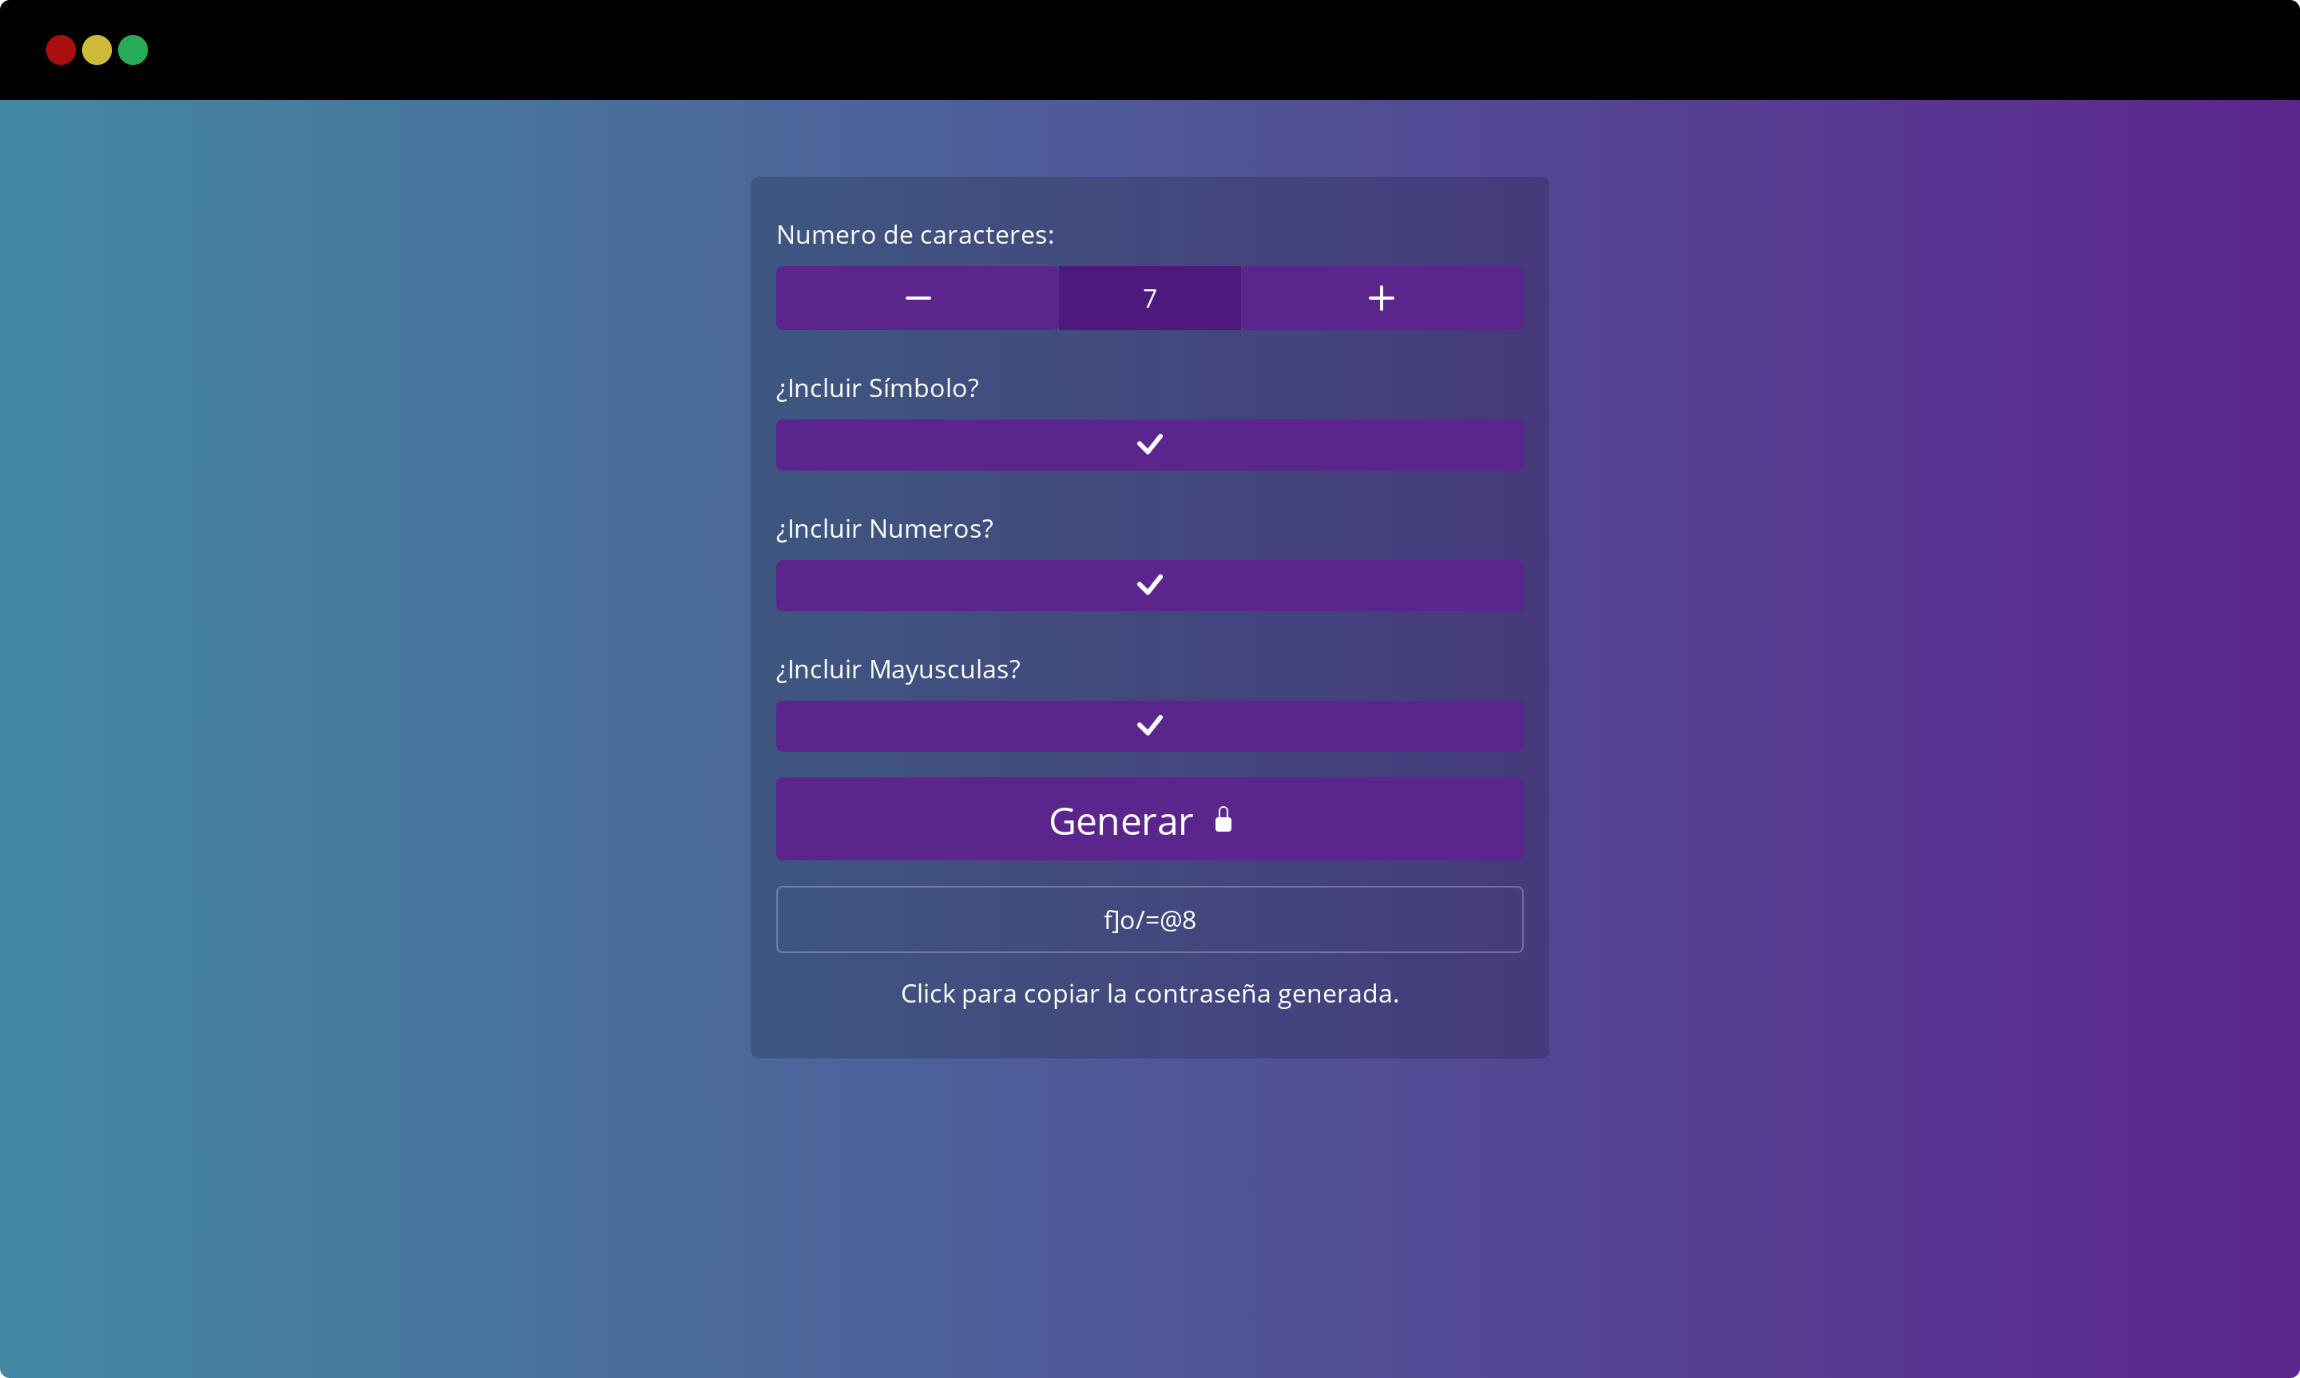 Numero de caracteres:
7
¿Incluir Símbolo?
¿Incluir Numeros?
¿Incluir Mayusculas?
Generar
f]o/=@8
Click para copiar la contraseña generada.